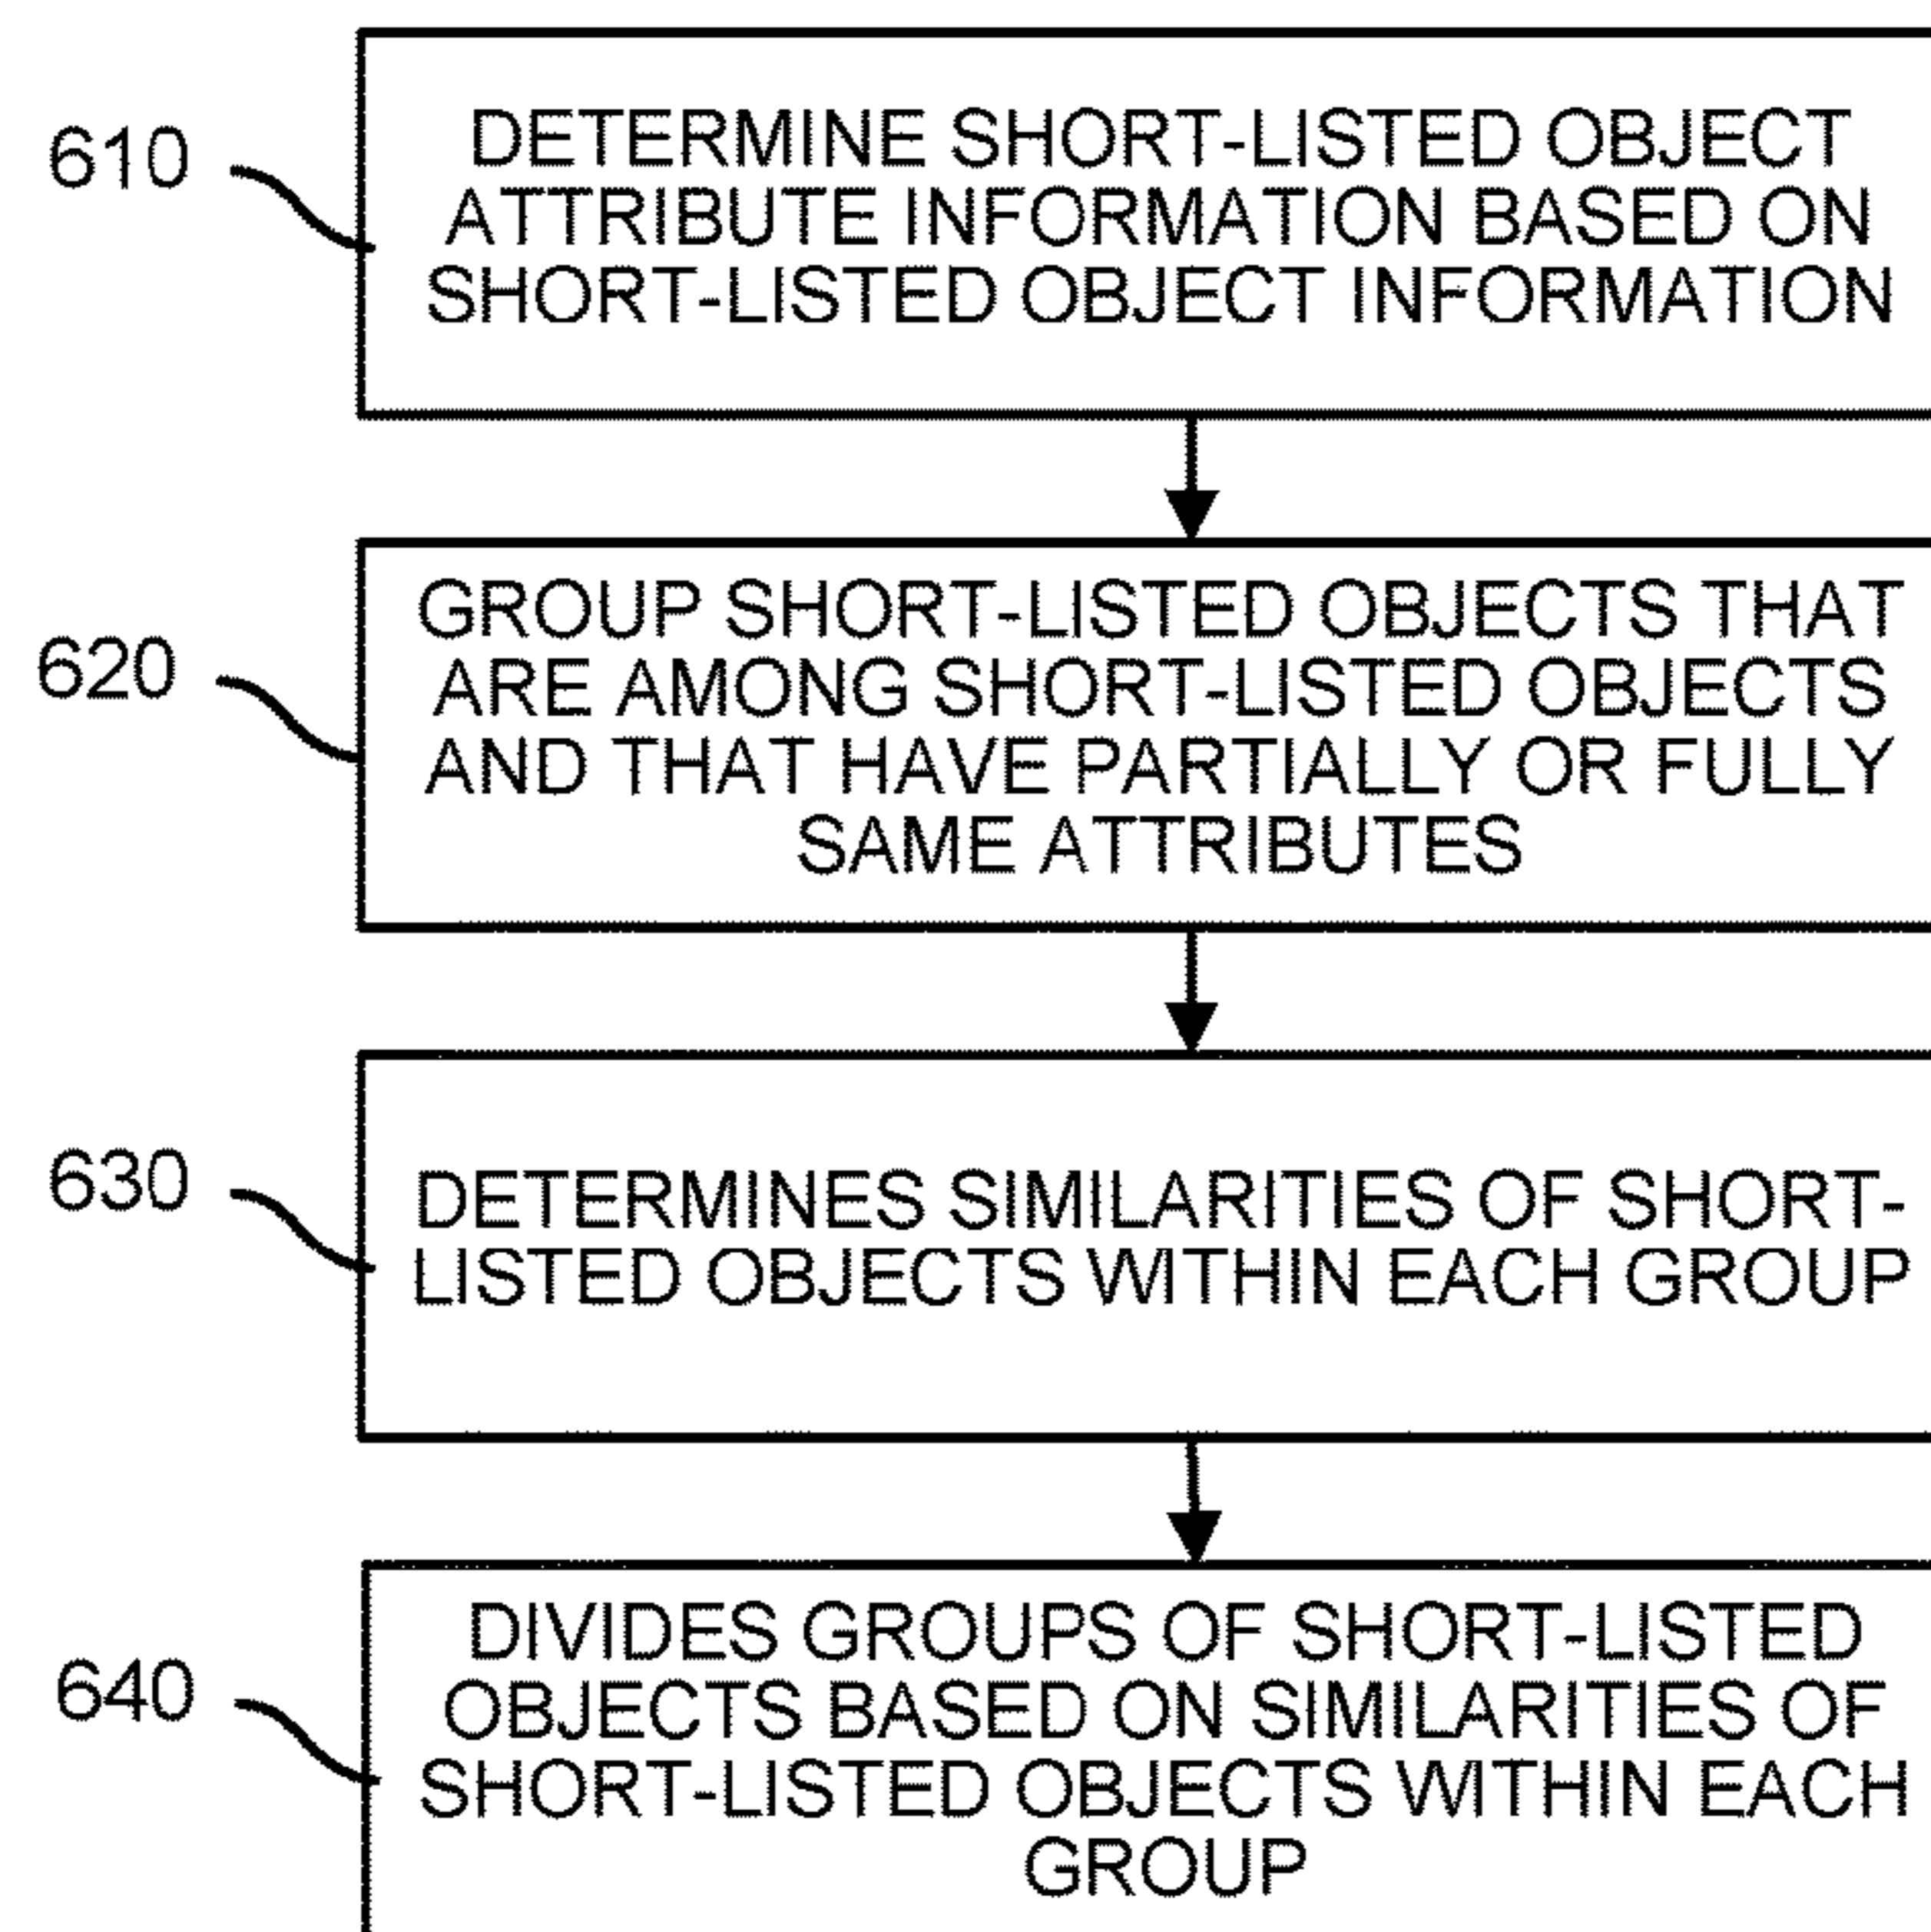 610
DETERMINE SHORT-LISTED OBJECT
ATTRIBUTE INFORMATION BASED ON
SHORT-LISTED OBJECT INFORMATION
620
GROUP SHORT-LISTED OBJECTS THAT
ARE AMONG SHORT-LISTED OBJECTS
AND THAT HAVE PARTIALLY OR FULLY
SAME ATTRIBUTES
630
DETERMINES SIMILARITIES OF SHORT-
LISTED OBJECTS WITHIN EACH GROUP
640
DIVIDES GROUPS OF SHORT-LISTED
OBJECTS BASED ON SIMILARITIES OF
SHORT-LISTED OBJECTS WITHIN EACH
GROUP